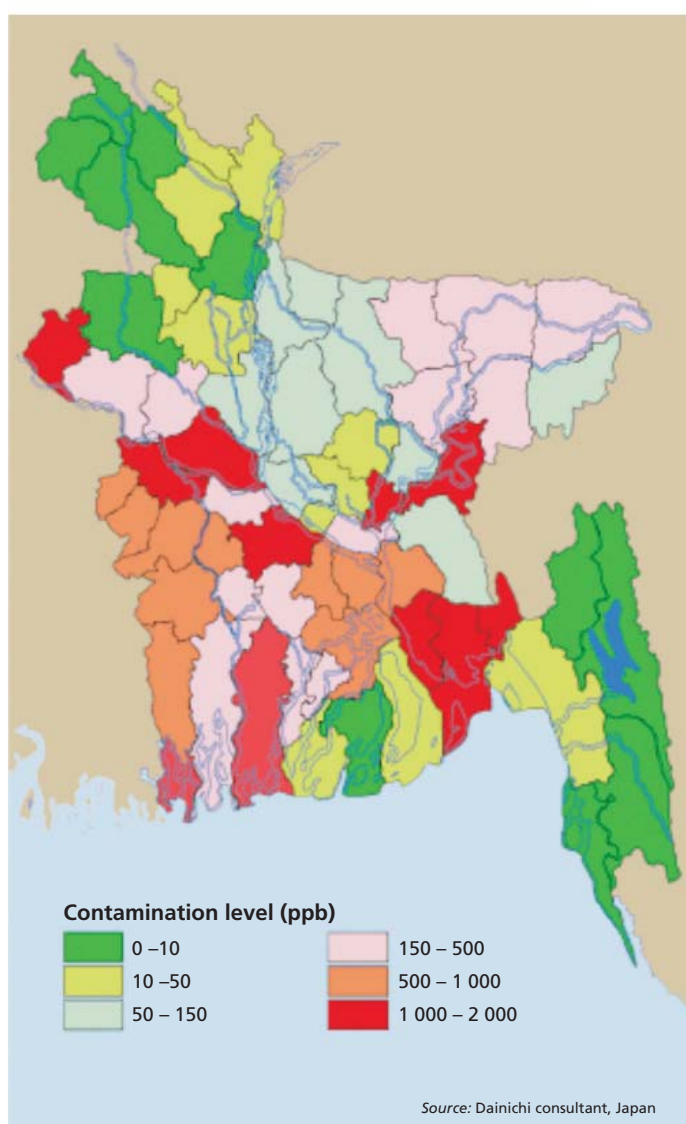 Contamination level (ppb)
0 –10
10 –50
50 – 150
150 – 500
500 – 1 000
1 000 – 2 000
Source: Dainichi consultant, Japan